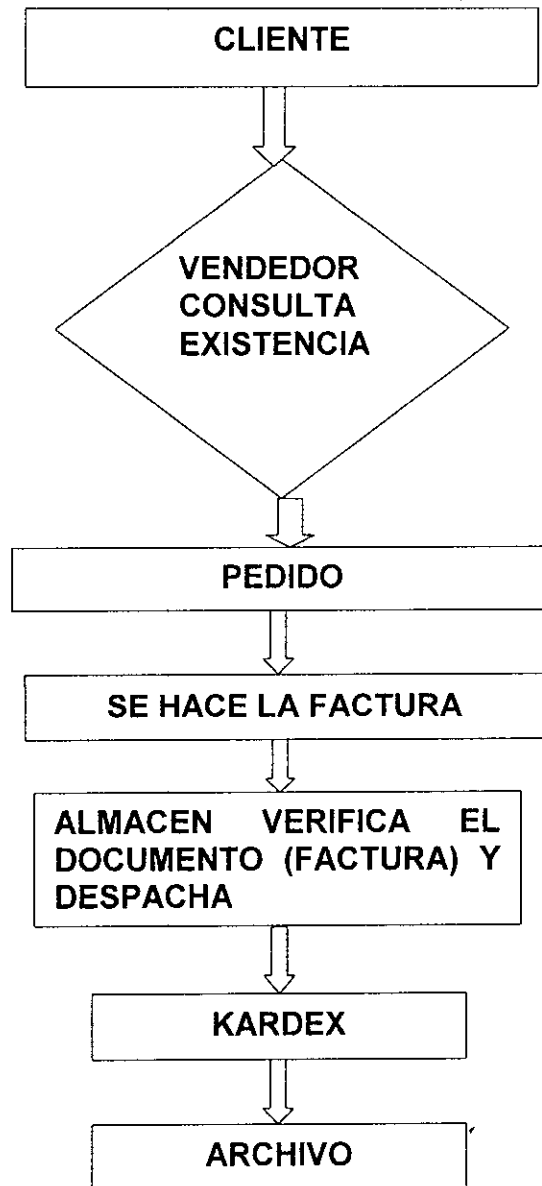 CLIENTE
VENDEDOR
CONSULTA
EXISTENCIA
PEDIDO
SE HACE LA FACTURA
ALMACEN VERIFICA EL
DOCUMENTO (FACTURA) Y
DESPACHA
KARDEX
ARCHIVO